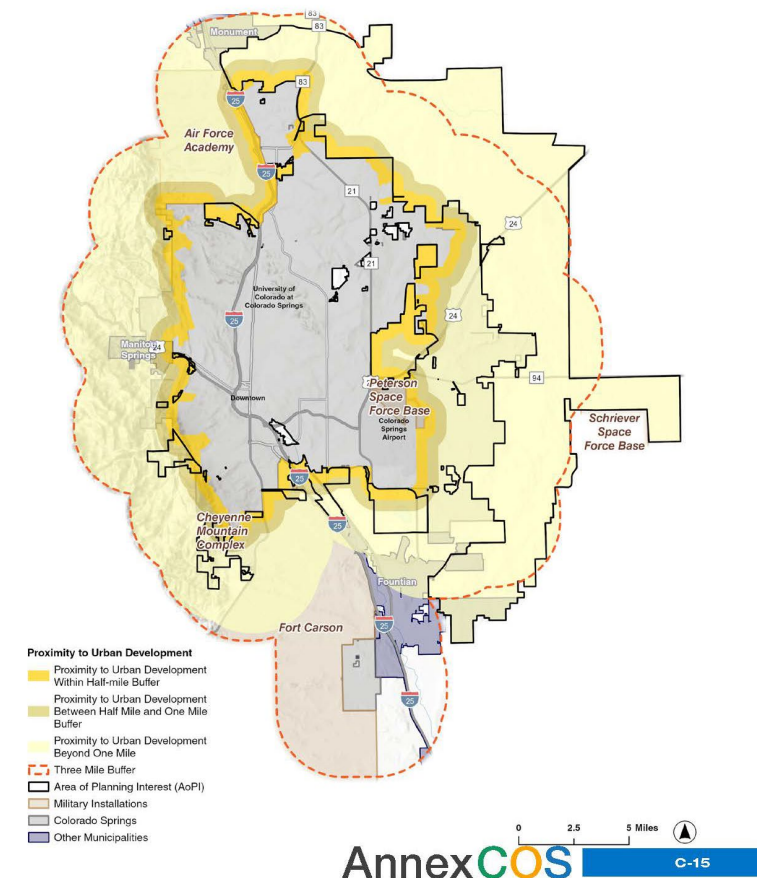 83
83
Monument
83
25
Air Force
Academy
25
21
24
21
University of
Colorado at
Colorado Springs
25
24
Manitou
Springs
24
94
Peterson
Space
Force Base
Downtown
Colorado
Springs
Airport
Schriever
Space
Force Base
25
Cheyenne
Mountain
Complex
25
Fountian
Fort Carson
25
25
Proximity to Urban Development
Proximity to Urban Development
Within Half-mile Buffer
Proximity to Urban Development
Between Half Mile and One Mile
Buffer
Proximity to Urban Development
Beyond One Mile
Three Mile Buffer
Area of Planning Interest (AoPI)
Military Installations
Colorado Springs
Other Municipalities
0 2.5 5 Miles
AnnexCOS
C-15